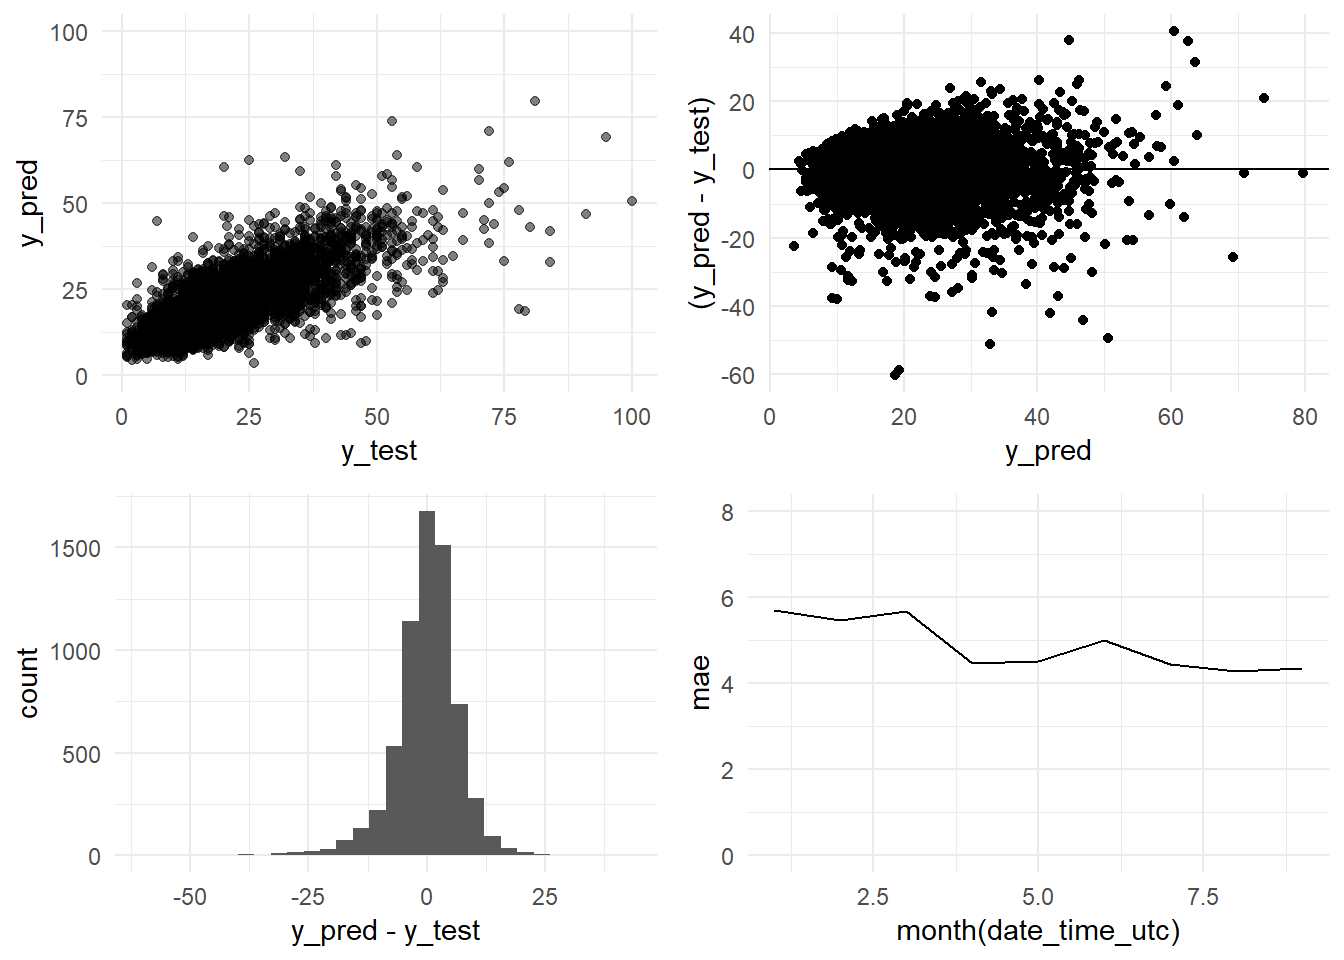 100
75
50
25
0
y_pred
0 25 50 75 100
y_test
40
20
0
-20
-40
-60
(y_pred - y_test)
0 20 40 60 80
y_pred
1500
1000
500
0
count
-50 -25 0 25
y_pred - y_test
8
6
4
2
0
mae
2.5 5.0 7.5
month(date_time_utc)